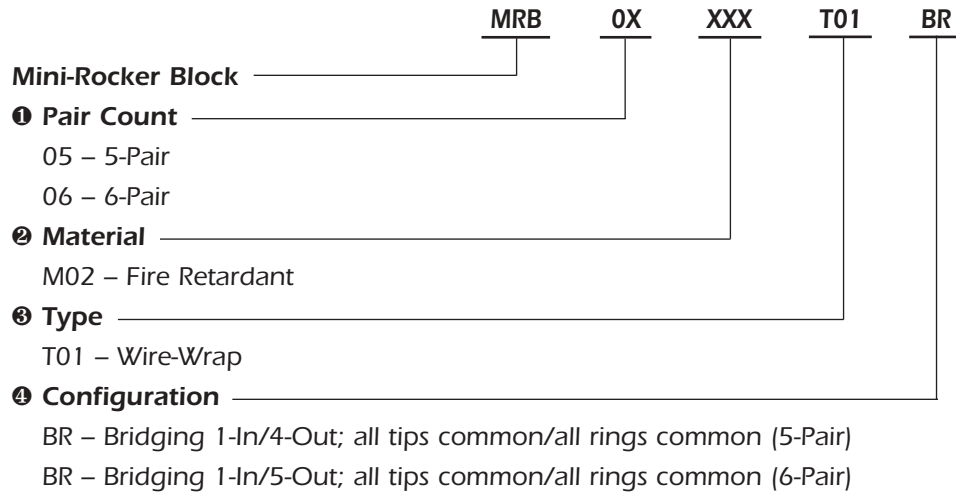 MRB 0X XXX T01 BR
Mini-Rocker Block
❶ Pair Count
05 – 5-Pair
06 – 6-Pair
❷ Material
M02 – Fire Retardant
❸ Type
T01 – Wire-Wrap
❹ Configuration
BR – Bridging 1-In/4-Out; all tips common/all rings common (5-Pair)
BR – Bridging 1-In/5-Out; all tips common/all rings common (6-Pair)